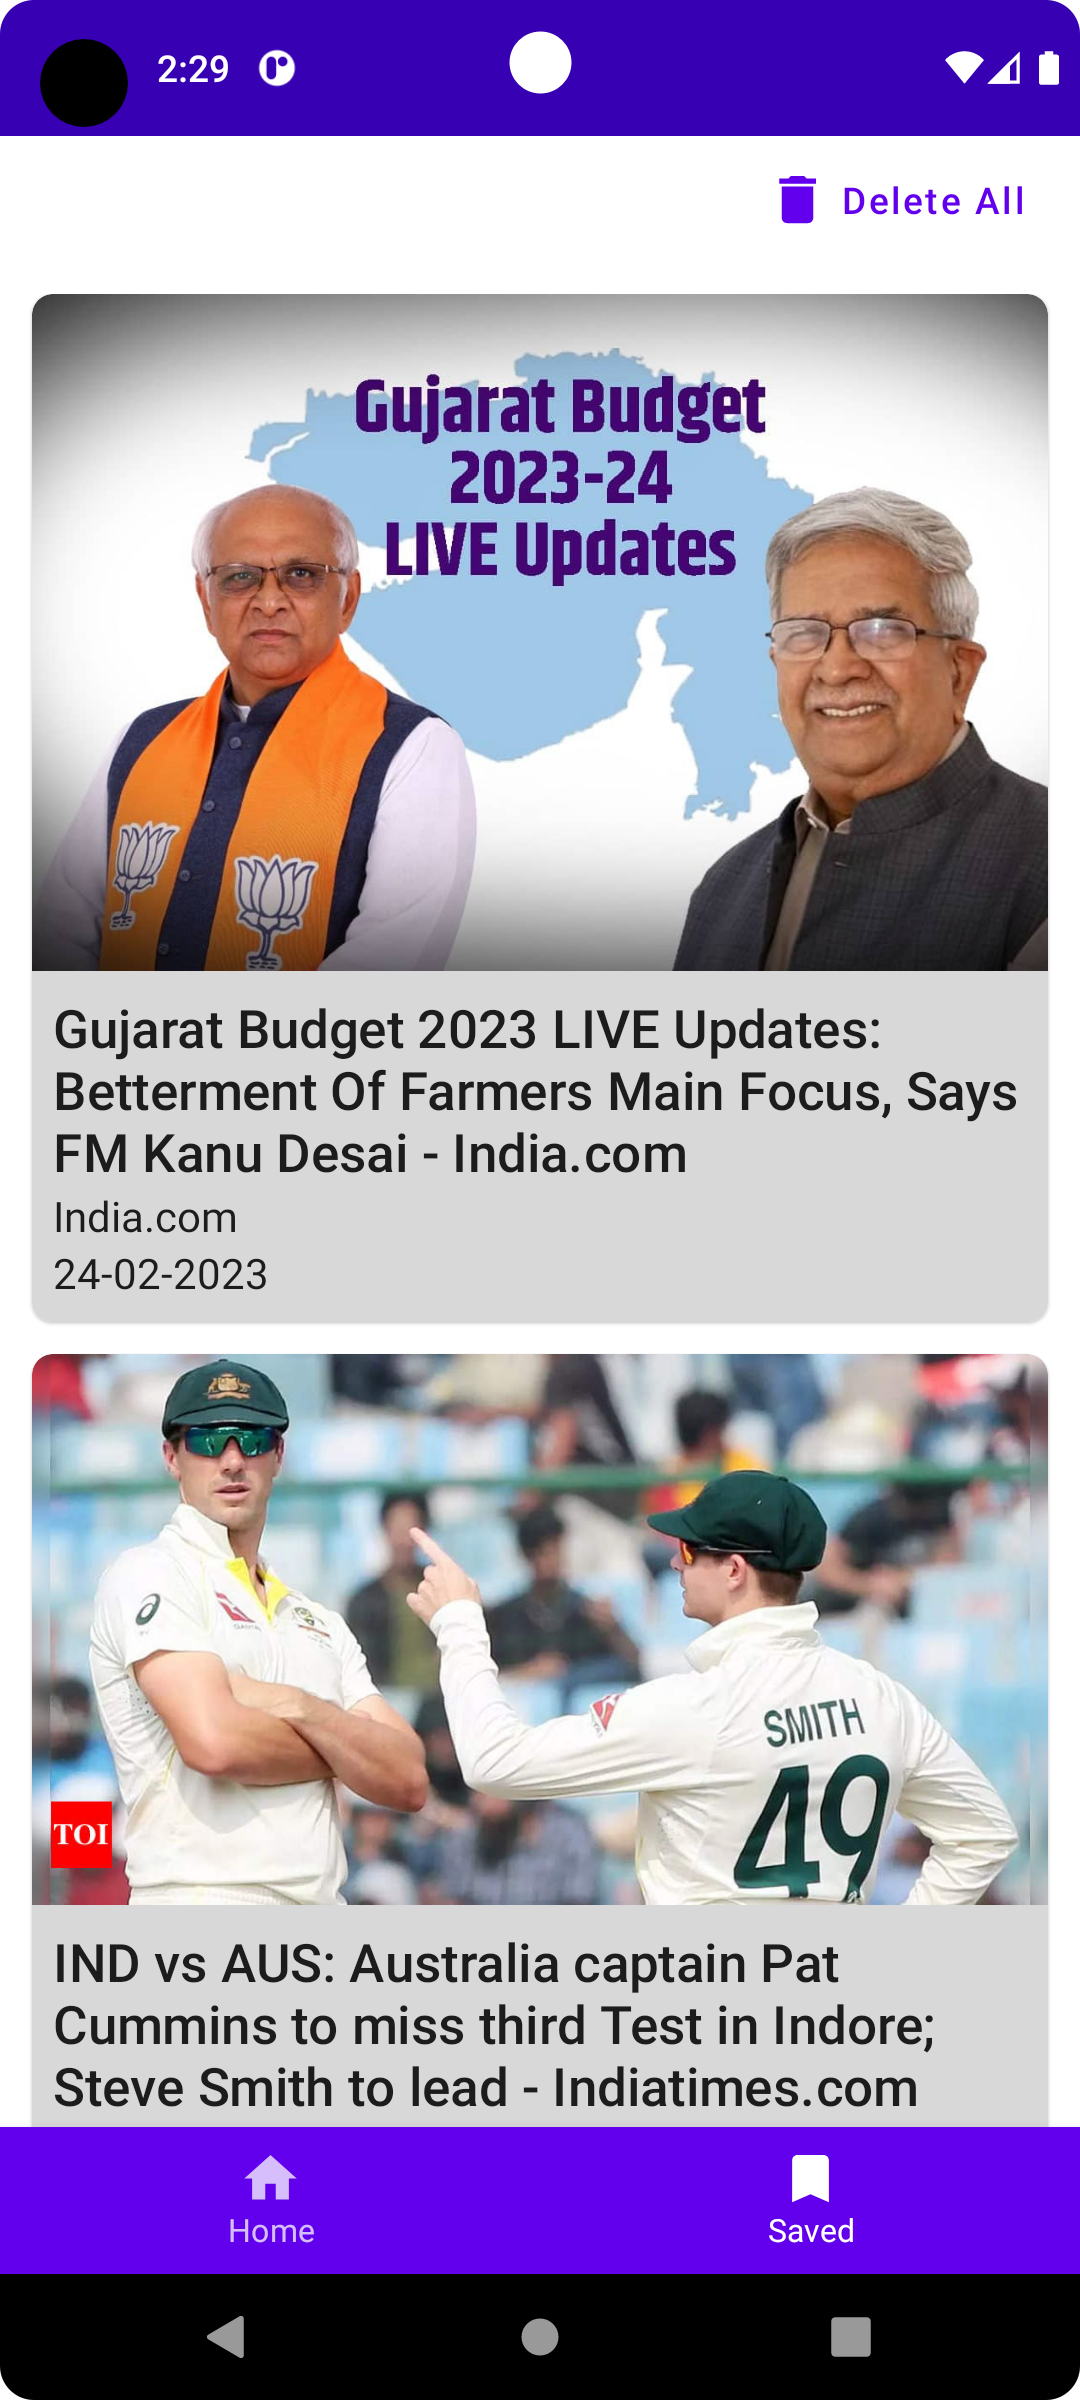 2:29
Delete All
Gujarat Budget
2023-24
LIVE Updates
Gujarat Budget 2023 LIVE Updates:
Betterment Of Farmers Main Focus, Says
FM Kanu Desai - India.com
India.com
24-02-2023
SMITH
49
TOI
IND vs AUS: Australia captain Pat
Cummins to miss third Test in Indore;
Steve Smith to lead - Indiatimes.com
Home
Saved